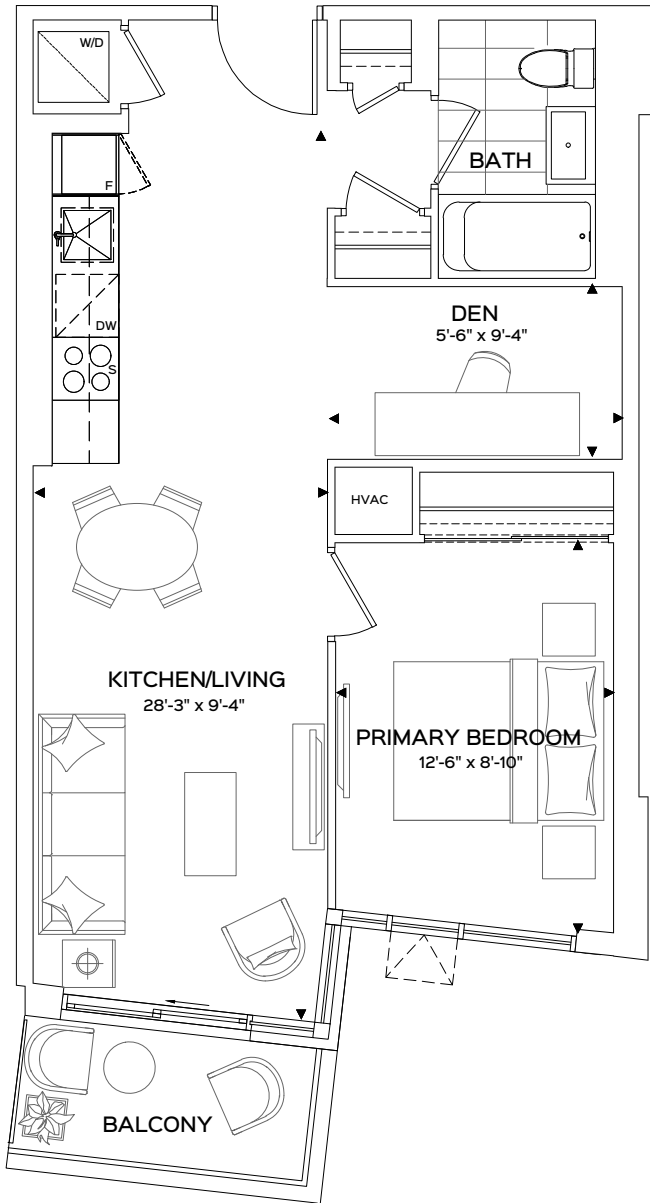 W/D
BATH
F
DEN
5'-6" x 9'-4"
DW
S
HVAC
KITCHEN/LIVING
28'-3" x 9'-4"
PRIMARY BEDROOM
12'-6" x 8'-10"
BALCONY